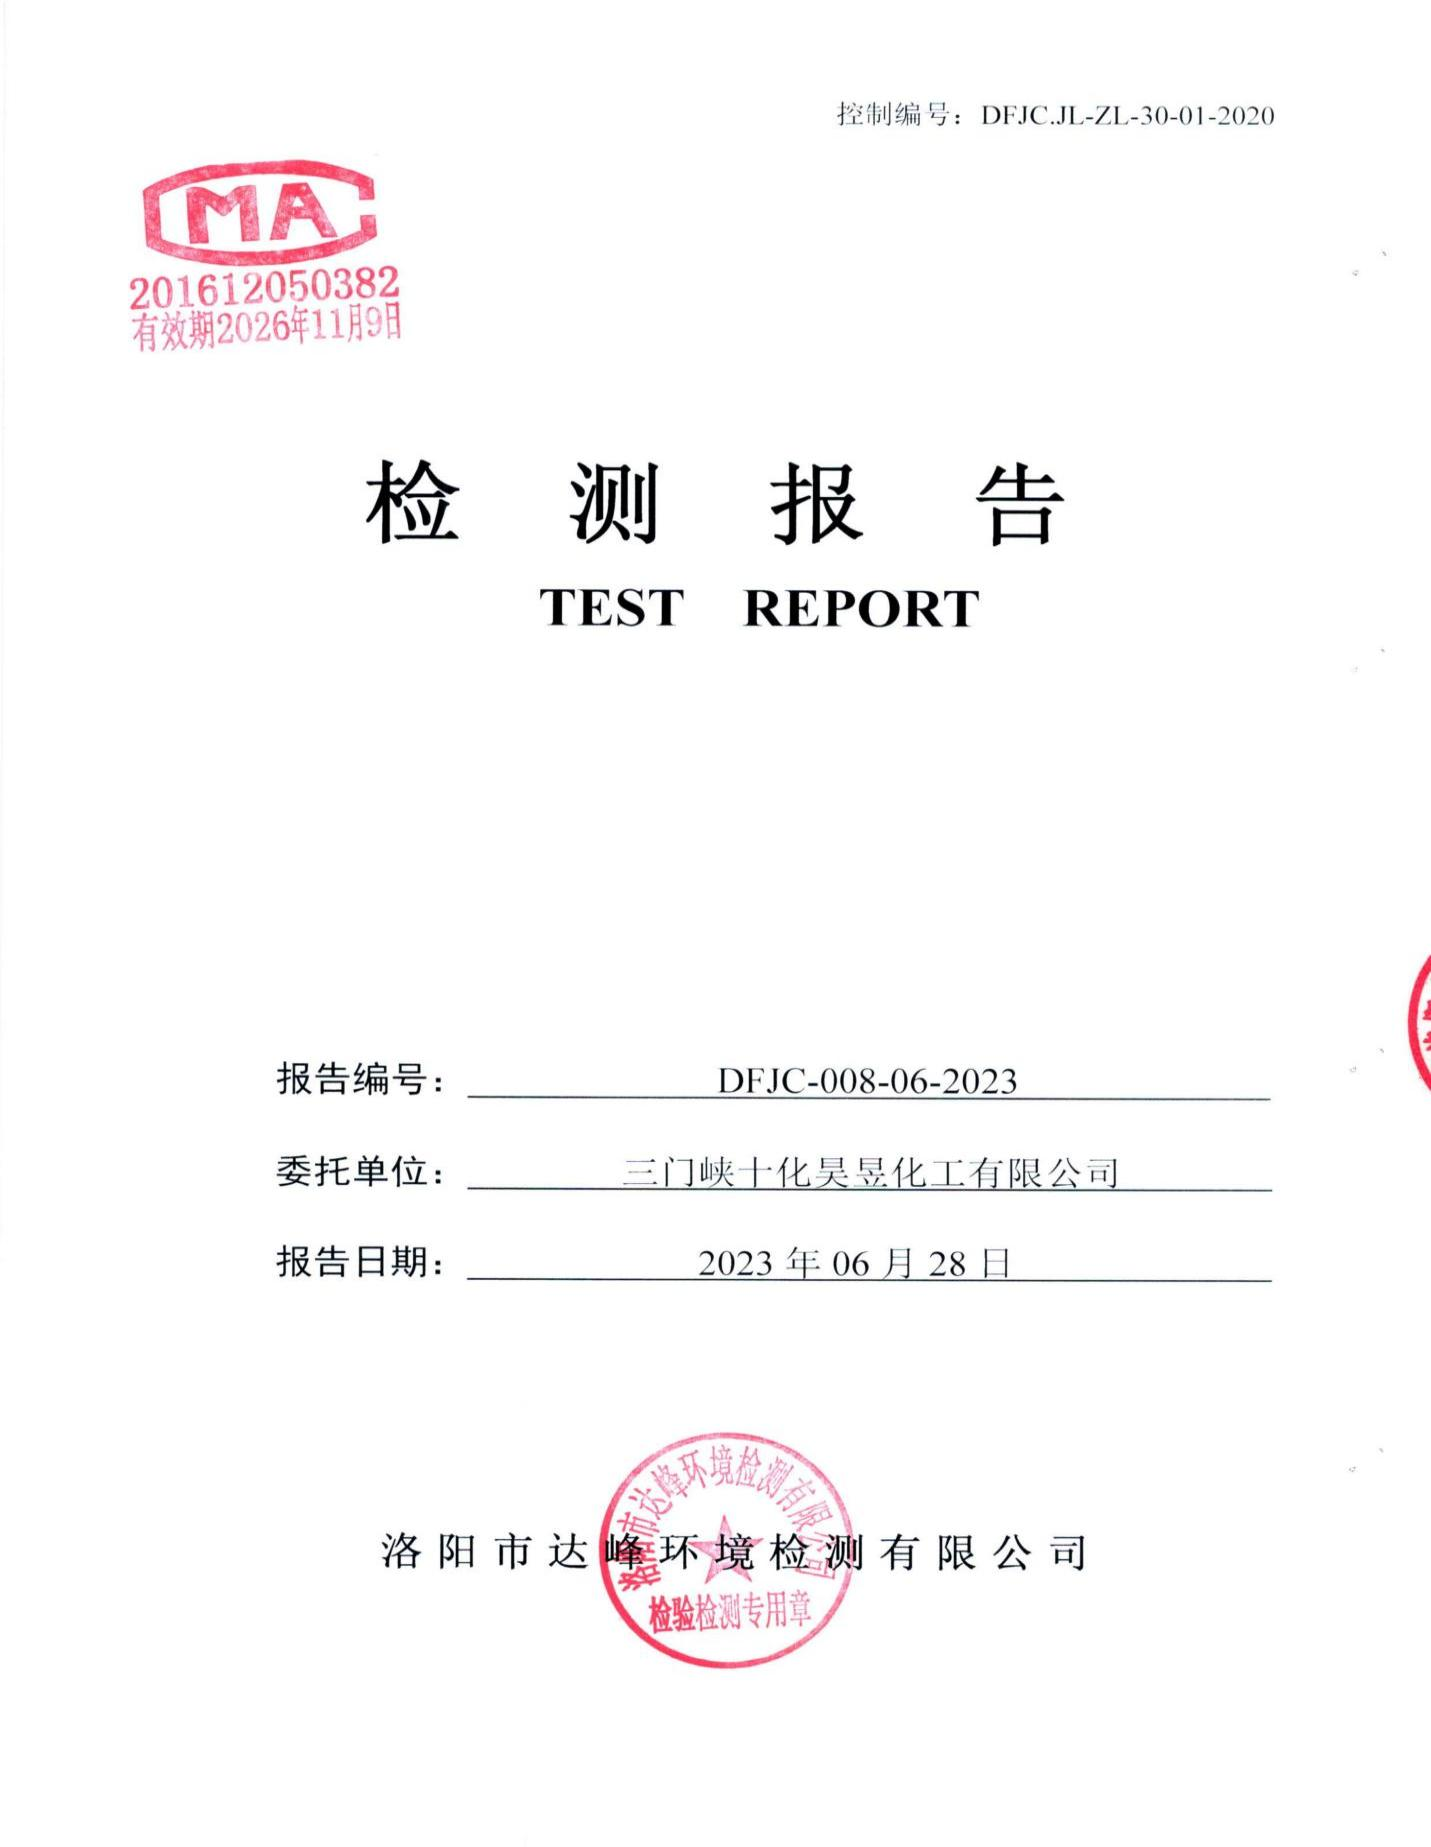 控制编号：DFJC.JL-ZL-30-01-2020
MA
201612050382
有效期2026年11月9日
检测报告
TEST REPORT
报告编号： DFJC-008-06-2023
委托单位： 三门峡十化昊昱化工有限公司
报告日期： 2023 年 06 月 28 日
洛阳市达峰环境检测有限公司
洛阳市达峰环境检测有限公司
检验检测专用章